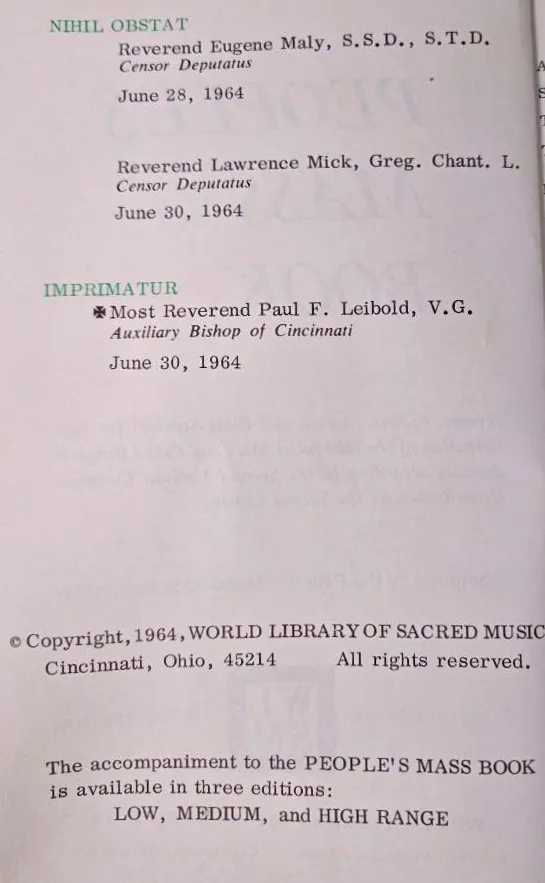 NIHIL OBSTAT
Reverend Eugene Maly, S.S.D., S.T.D.
Censor Deputatus
June 28, 1964
Reverend Lawrence Mick, Greg. Chant. L.
Censor Deputatus
June 30, 1964
IMPRIMATUR
✠ Most Reverend Paul F. Leibold, V.G.
Auxiliary Bishop of Cincinnati
June 30, 1964
© Copyright, 1964, WORLD LIBRARY OF SACRED MUSIC
Cincinnati, Ohio, 45214 All rights reserved.
The accompaniment to the PEOPLE'S MASS BOOK
is available in three editions:
LOW, MEDIUM, and HIGH RANGE